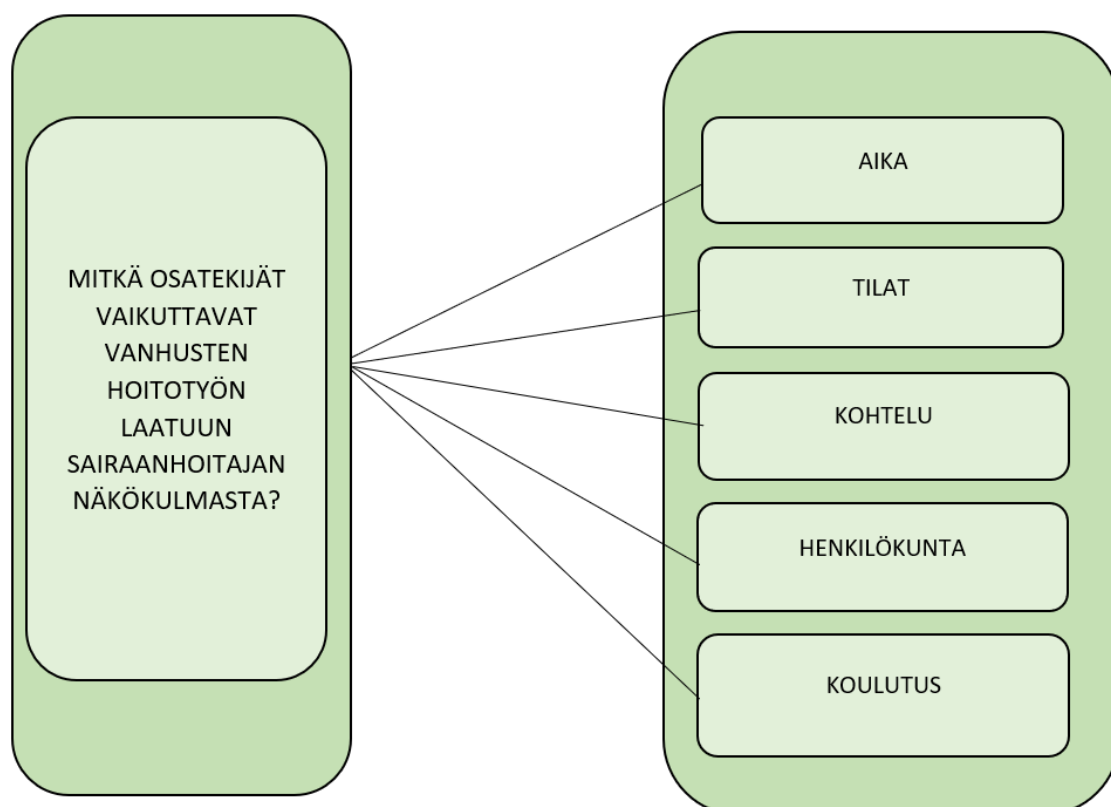 MITKÄ OSATEKIJÄT
VAIKUTTAVAT
VANHUSTEN
HOITOTYÖN
LAATUUN
SAIRAANHOITAJAN
NÄKÖKULMASTA?
AIKA
TILAT
KOHTELU
HENKILÖKUNTA
KOULUTUS